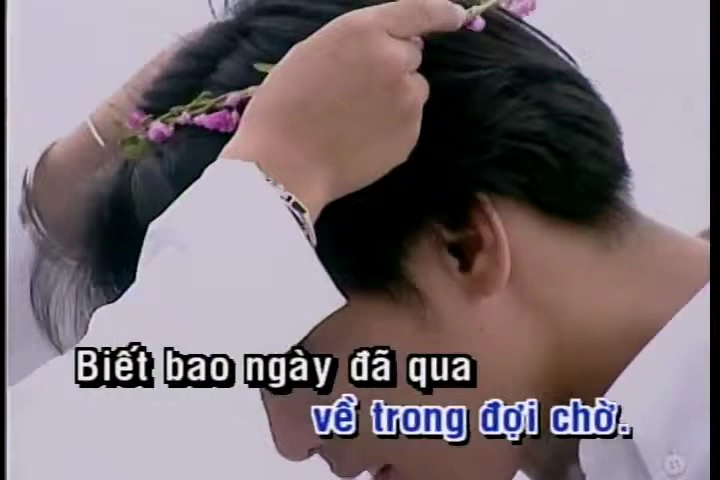 Biết bao ngày đã qua
về trong đợi chờ.